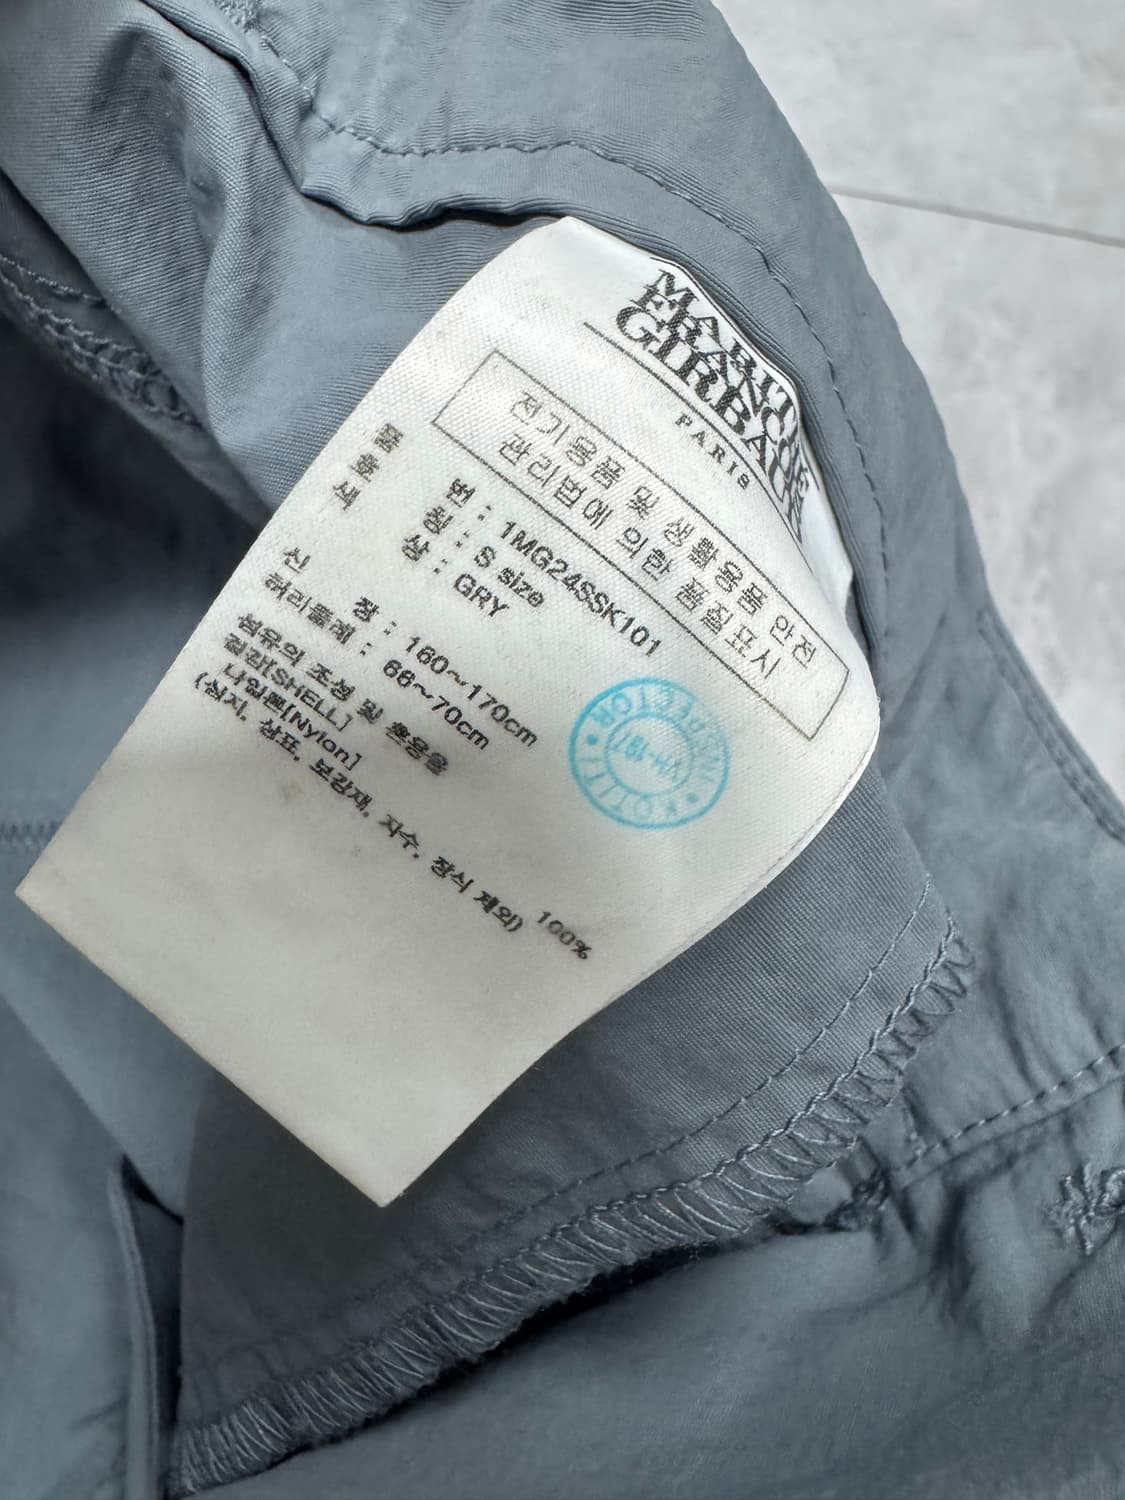 MARITHÉ
FRANCOIS
GIRBAUD
PARIS
전기용품 및 생활용품 안전
관리법에 의한 품질표시
품 번 : 1MG24SSK101
호 칭 : S size
색 상 : GRY
신 장 : 160~170cm
허리둘레 : 66~70cm
섬유의 조성 및 혼용율
겉감[SHELL]
나일론[Nylon] 100%
(심지, 상표, 보강재, 자수, 장식 제외)
KOTITI INSPECTOR